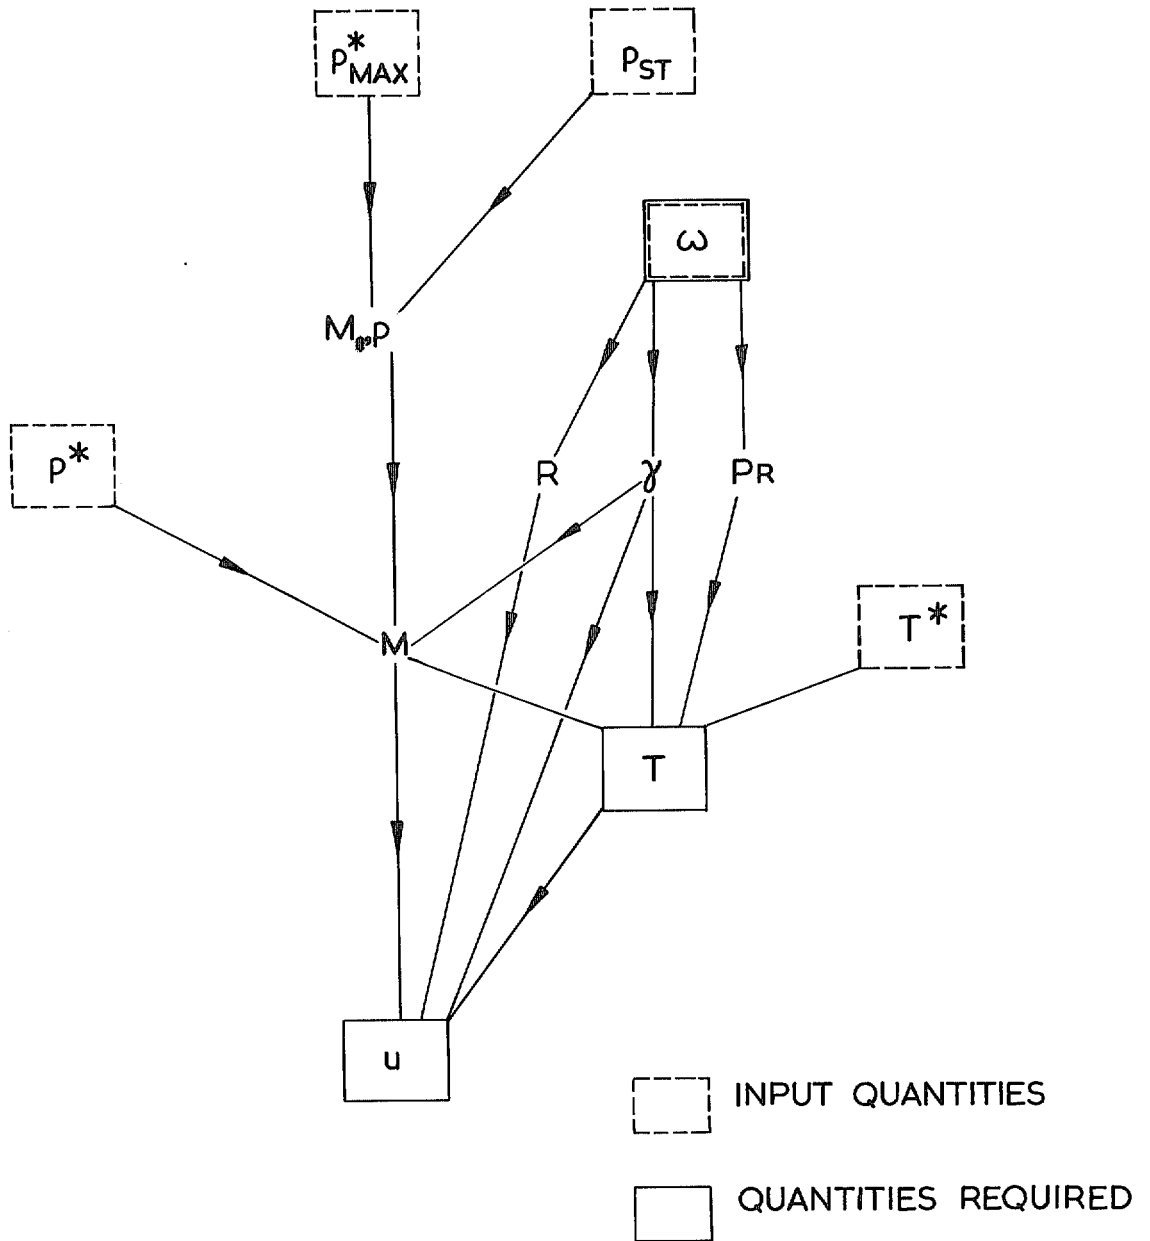 p*MAX
pST
ω
M,p
p*
R
γ
PR
M
T*
T
u
INPUT QUANTITIES
QUANTITIES REQUIRED